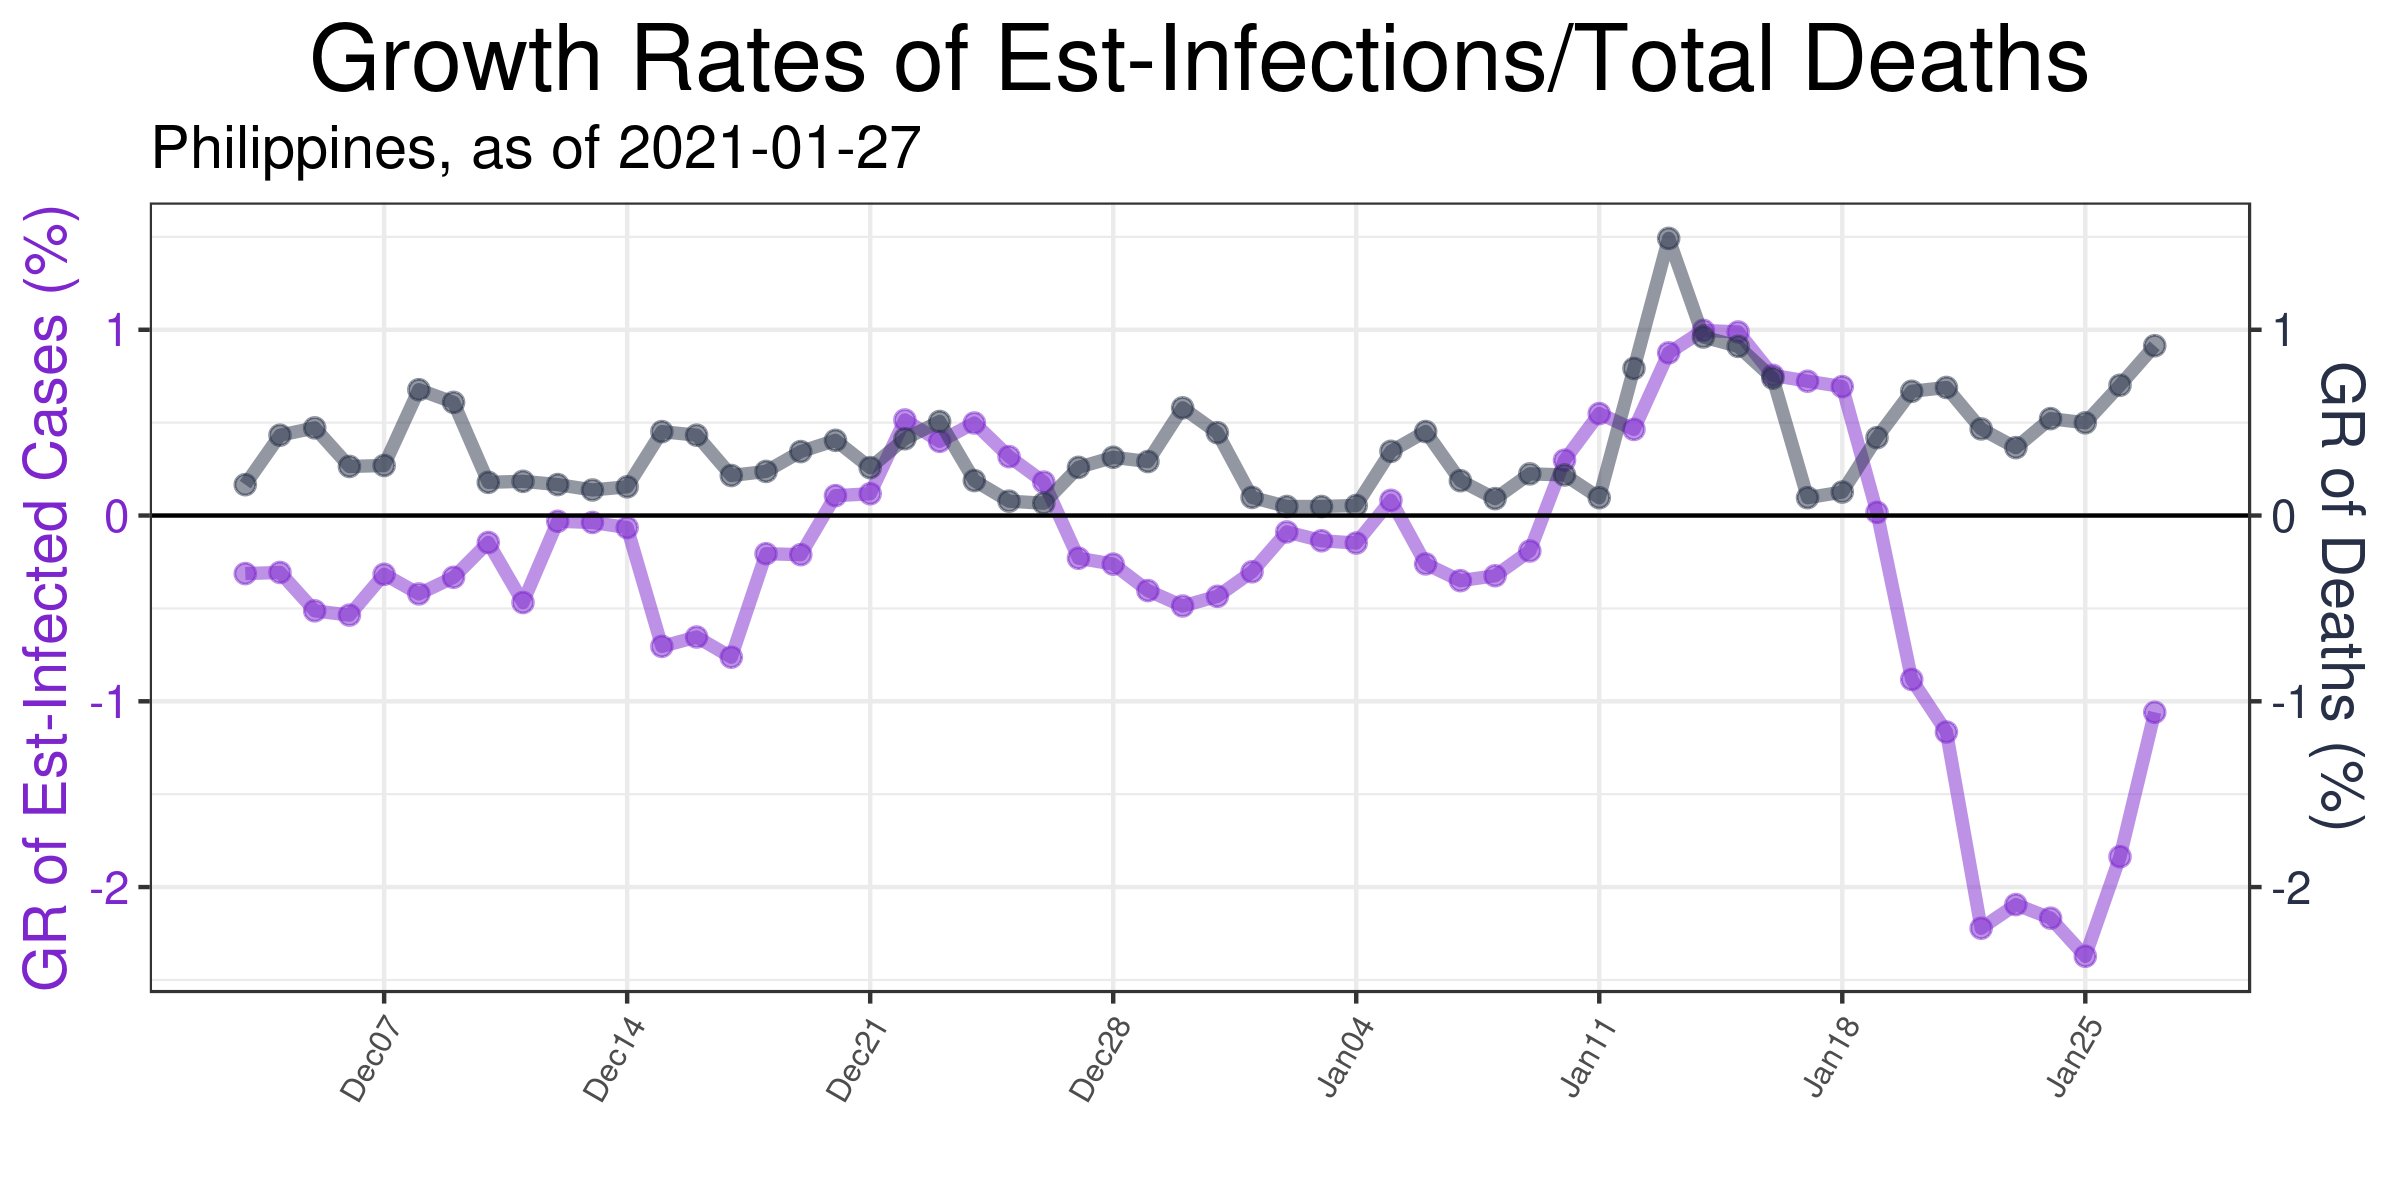 Growth Rates of Est-Infections/Total Deaths
Philippines, as of 2021-01-27
GR of Est-Infected Cases (%)
1
0
-1
-2
1
0
-1
-2
GR of Deaths (%)
Dec07
Dec14
Dec21
Dec28
Jan04
Jan11
Jan18
Jan25